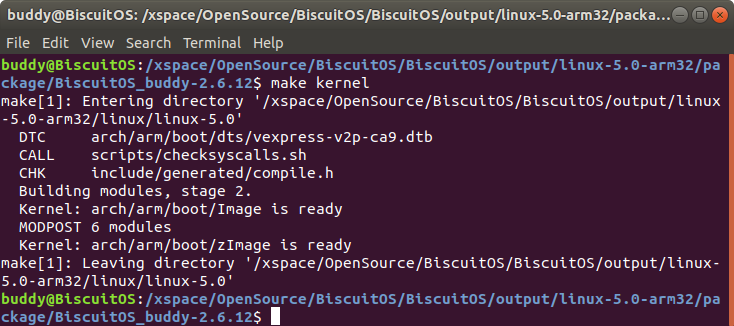 buddy@BiscuitOS: /xspace/OpenSource/BiscuitOS/BiscuitOS/output/linux-5.0-arm32/packa...
File Edit View Search Terminal Help
buddy@BiscuitOS:/xspace/OpenSource/BiscuitOS/BiscuitOS/output/linux-5.0-arm32/pa
ckage/BiscuitOS_buddy-2.6.12$ make kernel
make[1]: Entering directory '/xspace/OpenSource/BiscuitOS/BiscuitOS/output/linux
-5.0-arm32/linux/linux-5.0'
  DTC     arch/arm/boot/dts/vexpress-v2p-ca9.dtb
  CALL    scripts/checksyscalls.sh
  CHK     include/generated/compile.h
  Building modules, stage 2.
  Kernel: arch/arm/boot/Image is ready
  MODPOST 6 modules
  Kernel: arch/arm/boot/zImage is ready
make[1]: Leaving directory '/xspace/OpenSource/BiscuitOS/BiscuitOS/output/linux-
5.0-arm32/linux/linux-5.0'
buddy@BiscuitOS:/xspace/OpenSource/BiscuitOS/BiscuitOS/output/linux-5.0-arm32/pa
ckage/BiscuitOS_buddy-2.6.12$